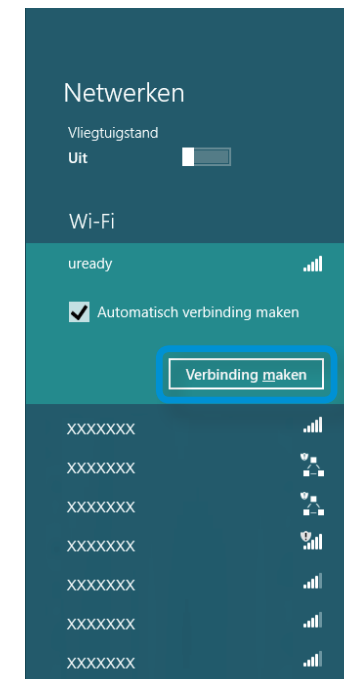 Netwerken
Vliegtuigstand
Uit
Wi-Fi
uready
Automatisch verbinding maken
Verbinding maken
xxxxxxx
xxxxxxx
xxxxxxx
xxxxxxx
xxxxxxx
xxxxxxx
xxxxxxx